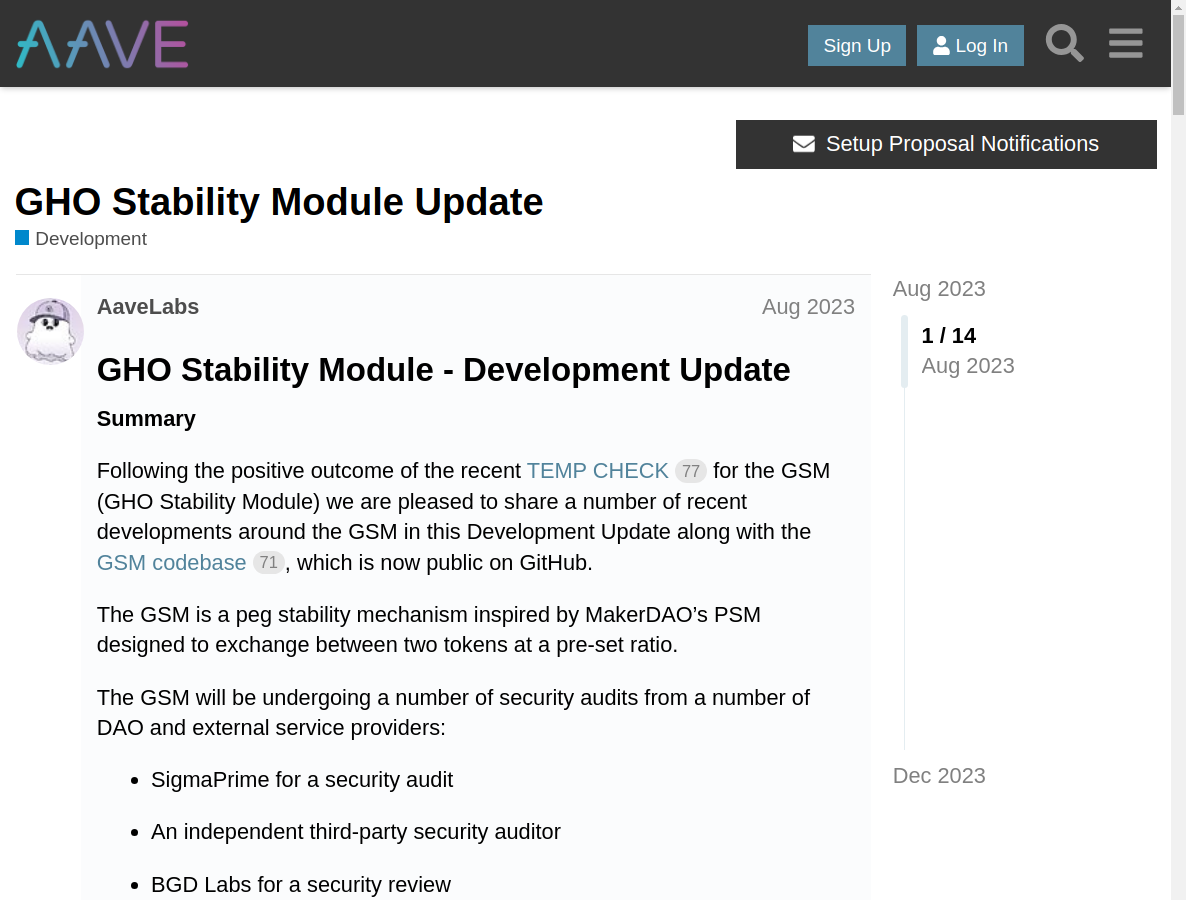 AAVE
Sign Up
Log In
Setup Proposal Notifications
GHO Stability Module Update
Development
AaveLabs
Aug 2023
GHO Stability Module - Development Update
Summary
Following the positive outcome of the recent TEMP CHECK 77 for the GSM
(GHO Stability Module) we are pleased to share a number of recent
developments around the GSM in this Development Update along with the
GSM codebase 71, which is now public on GitHub.
The GSM is a peg stability mechanism inspired by MakerDAO’s PSM
designed to exchange between two tokens at a pre-set ratio.
The GSM will be undergoing a number of security audits from a number of
DAO and external service providers:
• SigmaPrime for a security audit
• An independent third-party security auditor
• BGD Labs for a security review
Aug 2023
1 / 14
Aug 2023
Dec 2023